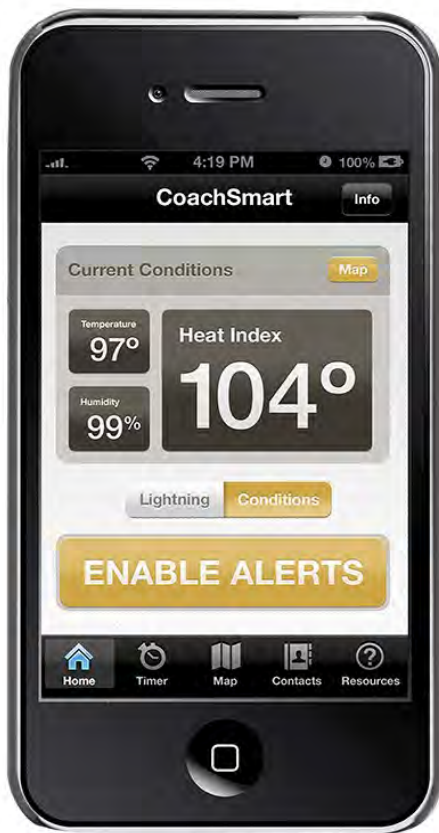 4:19 PM 100%
CoachSmart Info
Current Conditions Map
Temperature
97°
Humidity
99%
Heat Index
104°
Lightning Conditions
ENABLE ALERTS
Home Timer Map Contacts Resources